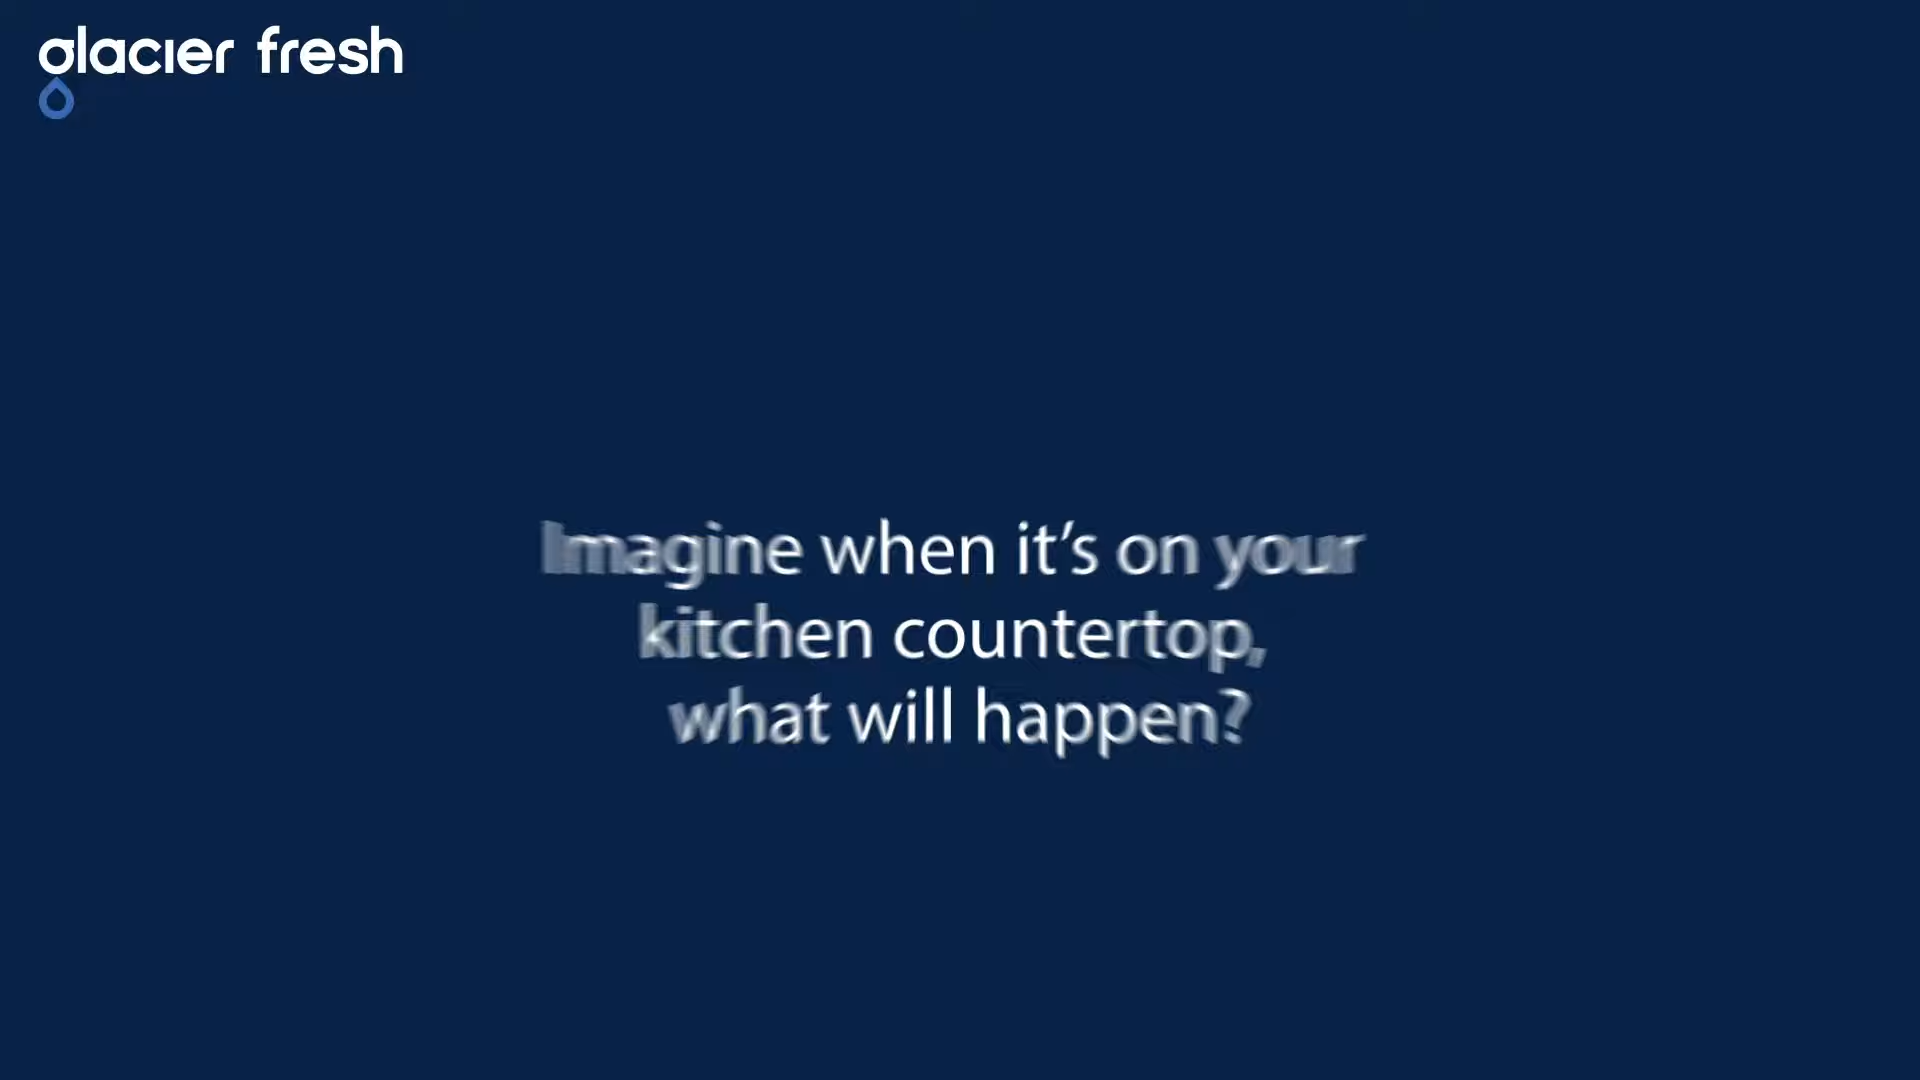 glacier fresh
Imagine when it’s on your
kitchen countertop,
what will happen?